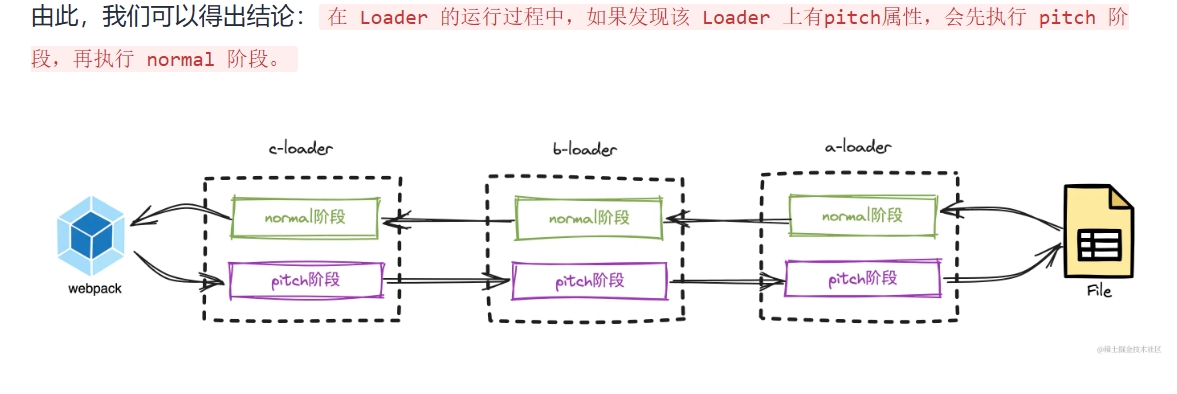 由此，我们可以得出结论： 在 Loader 的运行过程中，如果发现该 Loader 上有pitch属性，会先执行 pitch 阶
段，再执行 normal 阶段。
c-loader
b-loader
a-loader
normal阶段
normal阶段
normal阶段
pitch阶段
pitch阶段
pitch阶段
webpack
File
@稀土掘金技术社区